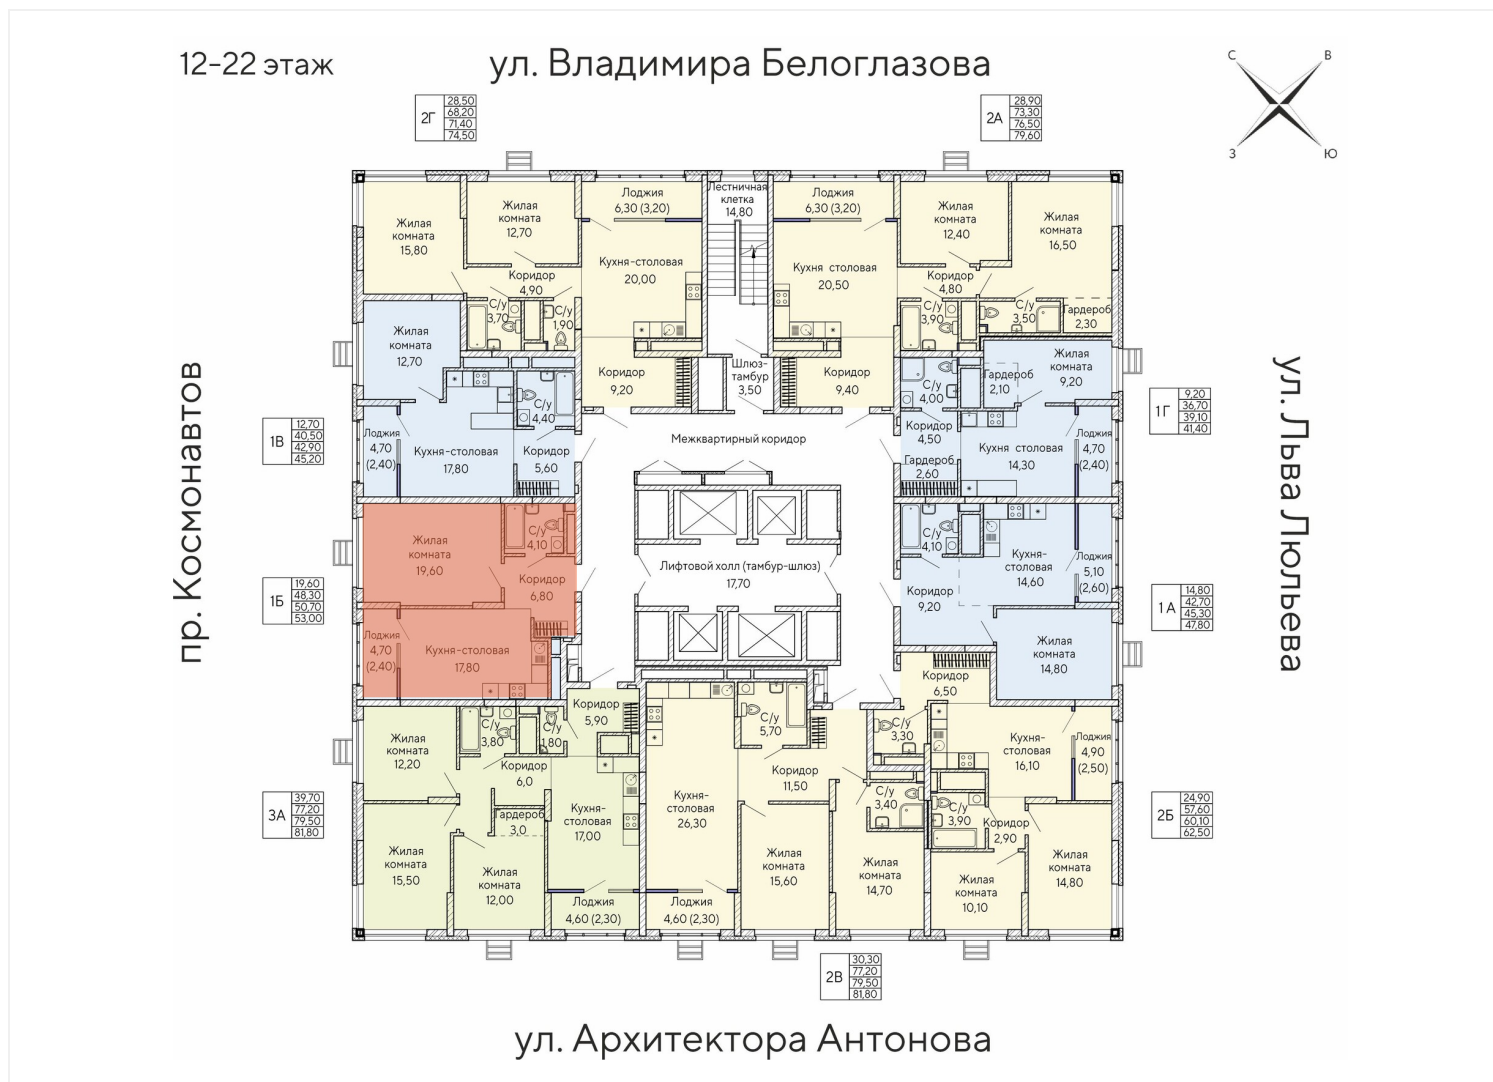 12-22 этаж
ул. Владимира Белоглазова
С
В
З
Ю
2Г
28,50
68,20
71,40
74,50
2А
28,90
73,30
76,50
79,60
Жилая
комната
15,80
Жилая
комната
12,70
Лоджия
6,30 (3,20)
Лестничная
клетка
14,80
Лоджия
6,30 (3,20)
Жилая
комната
12,40
Жилая
комната
16,50
Коридор
4,90
Кухня-столовая
20,00
Кухня столовая
20,50
Коридор
4,80
С/у
3,70
С/у
1,90
С/у
3,90
С/у
3,50
Гардероб
2,30
Жилая
комната
12,70
Коридор
9,20
Шлюз-
тамбур
3,50
Коридор
9,40
С/у
4,00
Гардероб
2,10
Жилая
комната
9,20
пр. Космонавтов
ул. Льва Люльева
1В
12,70
40,50
42,90
45,20
Лоджия
4,70
(2,40)
Кухня-столовая
17,80
С/у
4,40
Коридор
5,60
Межквартирный коридор
Коридор
4,50
Гардероб
2,60
Кухня столовая
14,30
Лоджия
4,70
(2,40)
1Г
9,20
36,70
39,10
41,40
Жилая
комната
19,60
С/у
4,10
Коридор
6,80
Лифтовой холл (тамбур-шлюз)
17,70
С/у
4,10
Кухня-
столовая
14,60
Лоджия
5,10
(2,60)
Коридор
9,20
1Б
19,60
48,30
50,70
53,00
1А
14,80
42,70
45,30
47,80
Лоджия
4,70
(2,40)
Кухня-столовая
17,80
Жилая
комната
14,80
Коридор
6,50
Жилая
комната
12,20
С/у
3,80
С/у
1,80
Коридор
5,90
С/у
5,70
С/у
3,30
Кухня-
столовая
16,10
Лоджия
4,90
(2,50)
Коридор
6,0
Коридор
11,50
3А
39,70
77,20
79,50
81,80
Гардероб
3,0
Кухня-
столовая
17,00
Кухня-
столовая
26,30
С/у
3,40
С/у
3,90
Коридор
2,90
2Б
24,90
57,60
60,10
62,50
Жилая
комната
15,50
Жилая
комната
12,00
Жилая
комната
15,60
Жилая
комната
14,70
Жилая
комната
10,10
Жилая
комната
14,80
Лоджия
4,60 (2,30)
Лоджия
4,60 (2,30)
2В
30,30
77,20
79,50
81,80
ул. Архитектора Антонова